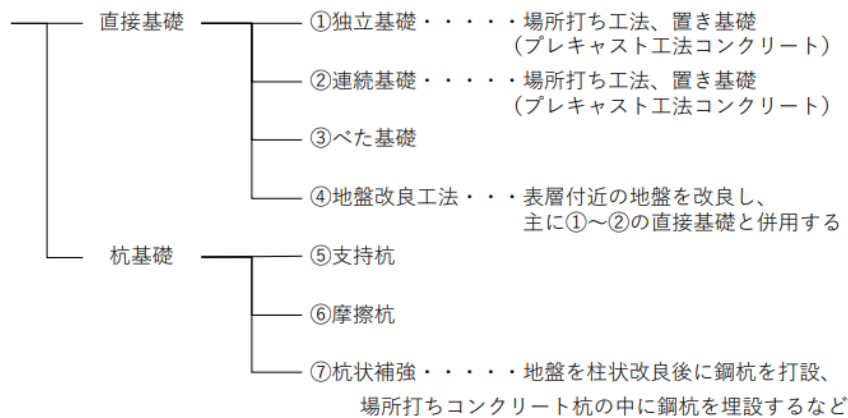 直接基礎
①独立基礎・・・・・場所打ち工法、置き基礎
（プレキャスト工法コンクリート）
②連続基礎・・・・・場所打ち工法、置き基礎
（プレキャスト工法コンクリート）
③べた基礎
④地盤改良工法・・・表層付近の地盤を改良し、
主に①～②の直接基礎と併用する
杭基礎
⑤支持杭
⑥摩擦杭
⑦杭状補強・・・・・地盤を柱状改良後に鋼杭を打設、
場所打ちコンクリート杭の中に鋼杭を埋設するなど